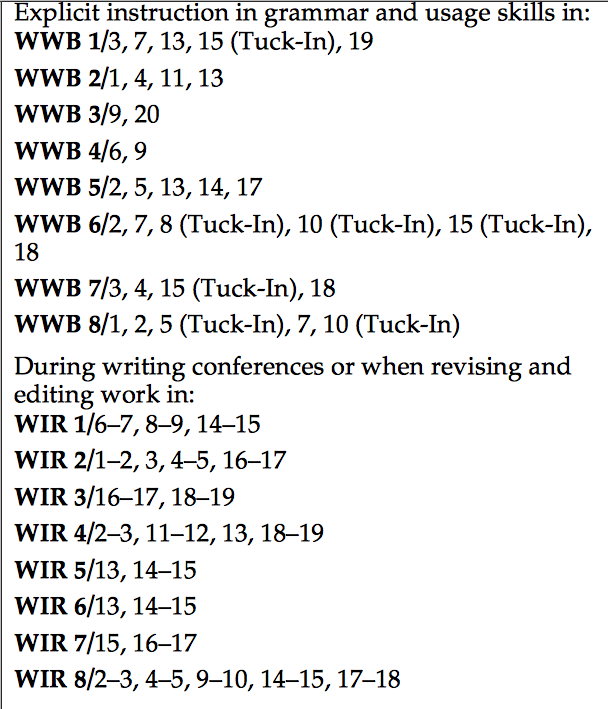 Explicit instruction in grammar and usage skills in:
WWB 1/3, 7, 13, 15 (Tuck-In), 19
WWB 2/1, 4, 11, 13
WWB 3/9, 20
WWB 4/6, 9
WWB 5/2, 5, 13, 14, 17
WWB 6/2, 7, 8 (Tuck-In), 10 (Tuck-In), 15 (Tuck-In),
18
WWB 7/3, 4, 15 (Tuck-In), 18
WWB 8/1, 2, 5 (Tuck-In), 7, 10 (Tuck-In)
During writing conferences or when revising and
editing work in:
WIR 1/6–7, 8–9, 14–15
WIR 2/1–2, 3, 4–5, 16–17
WIR 3/16–17, 18–19
WIR 4/2–3, 11–12, 13, 18–19
WIR 5/13, 14–15
WIR 6/13, 14–15
WIR 7/15, 16–17
WIR 8/2–3, 4–5, 9–10, 14–15, 17–18